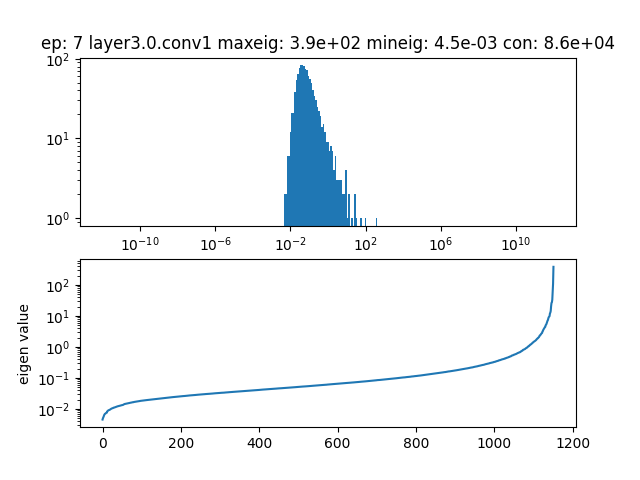 ep: 7 layer3.0.conv1 maxeig: 3.9e+02 mineig: 4.5e-03 con: 8.6e+04
10²
10¹
10⁰
10⁻¹⁰ 10⁻⁶ 10⁻² 10² 10⁶ 10¹⁰
eigen value
10²
10¹
10⁰
10⁻¹
10⁻²
0 200 400 600 800 1000 1200